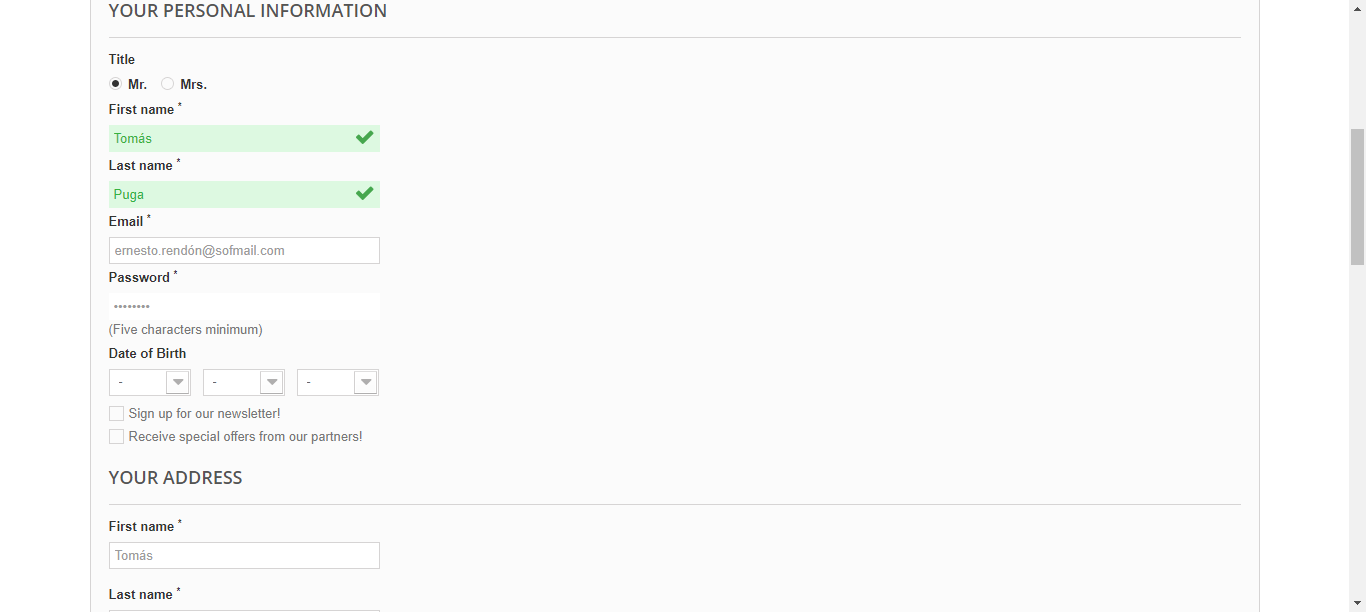 YOUR PERSONAL INFORMATION
Title
Mr. Mrs.
First name *
Tomás
Last name *
Puga
Email *
ernesto.rendón@sofmail.com
Password *
••••••••
(Five characters minimum)
Date of Birth
- - -
Sign up for our newsletter!
Receive special offers from our partners!
YOUR ADDRESS
First name *
Tomás
Last name *